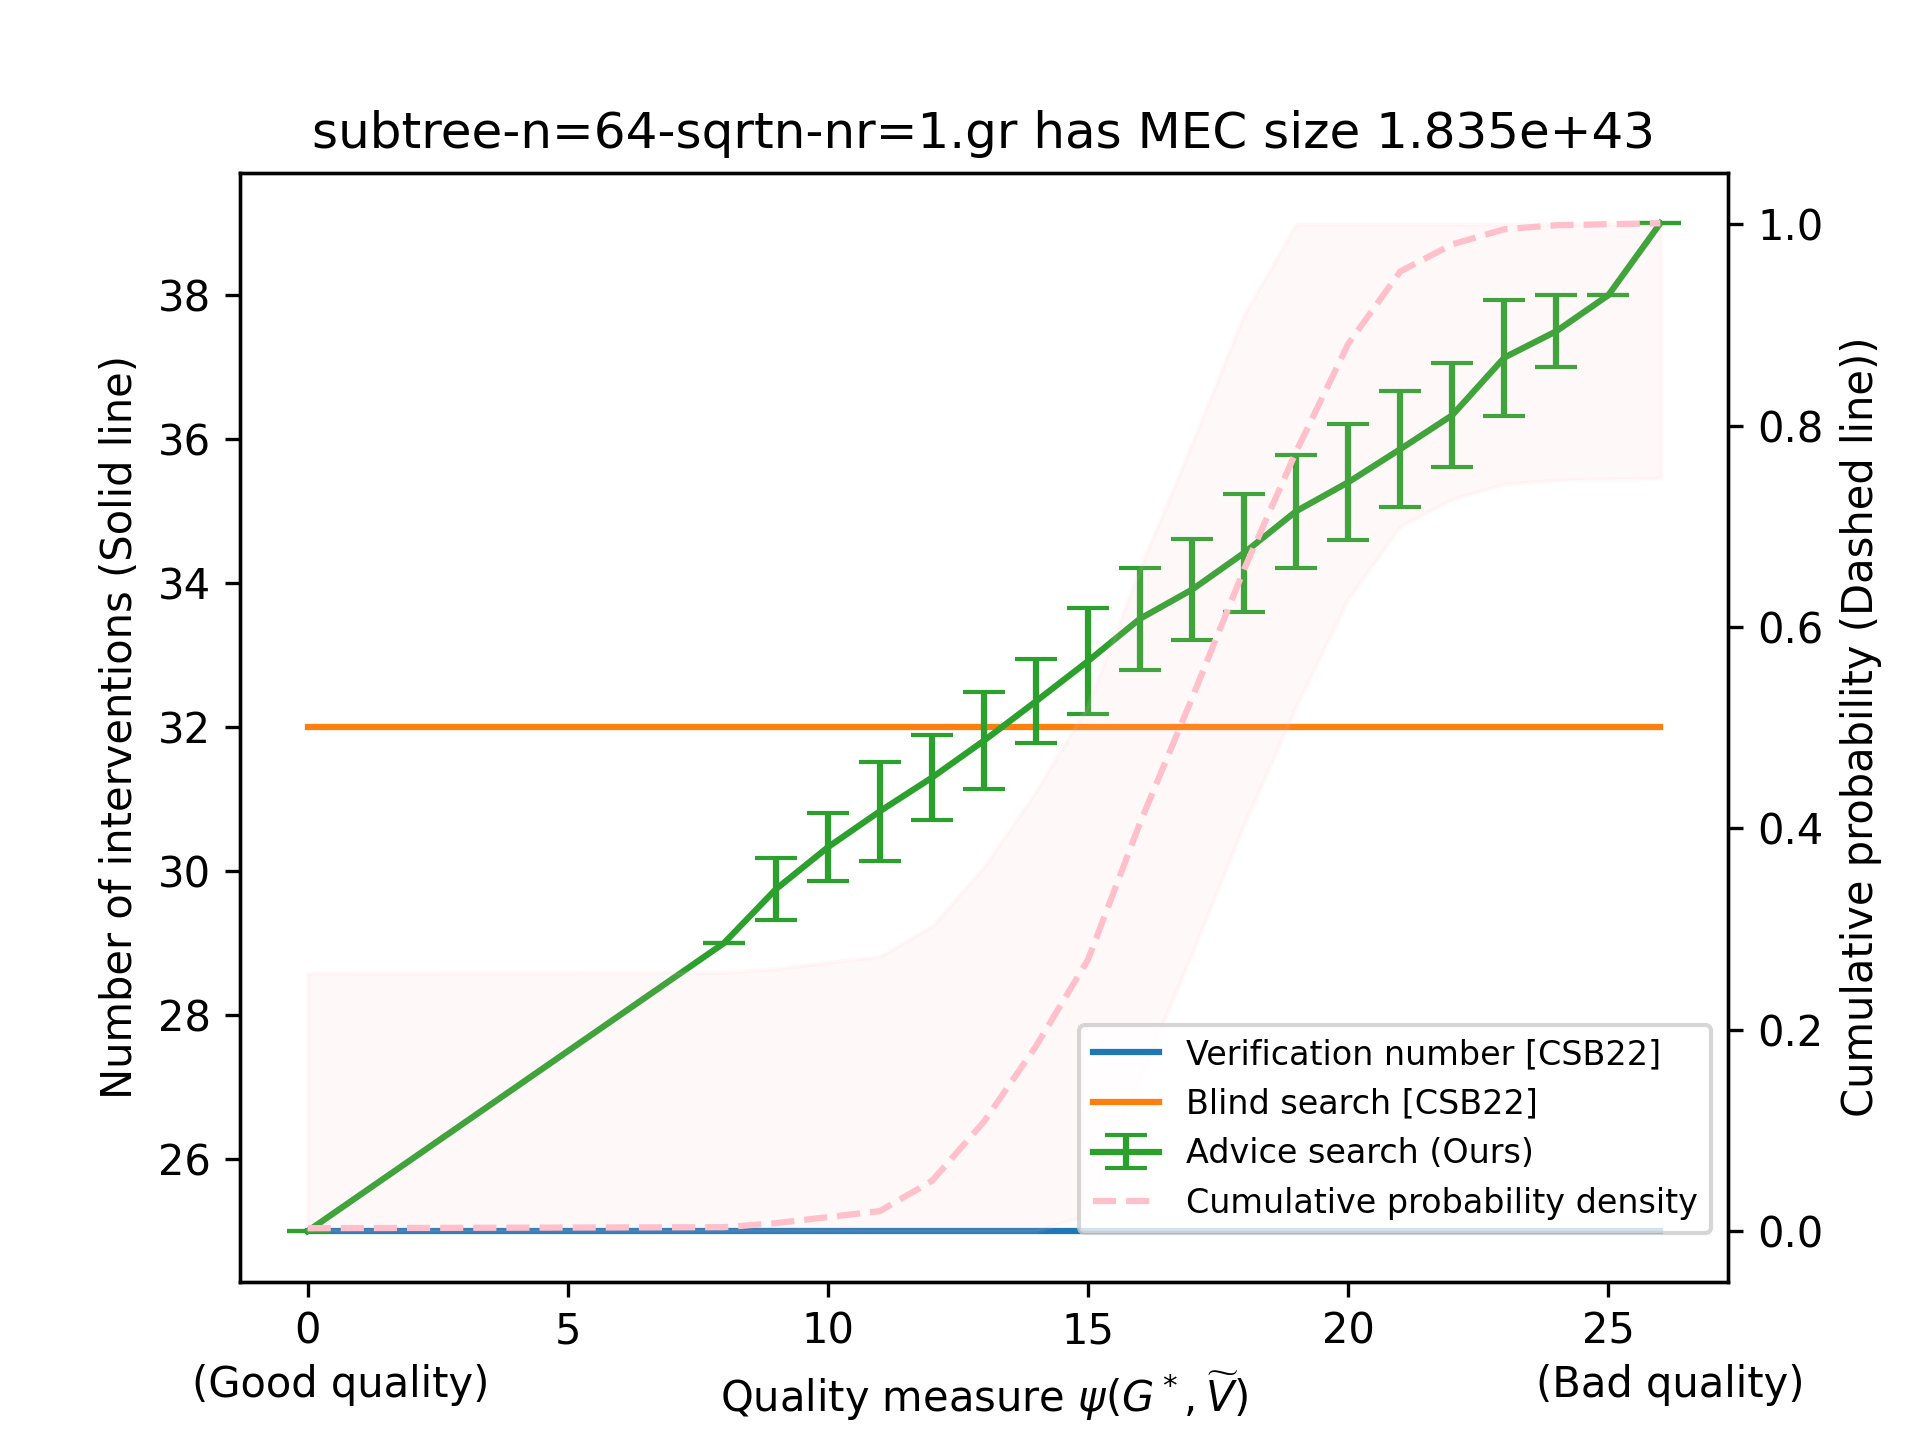 subtree-n=64-sqrtn-nr=1.gr has MEC size 1.835e+43
Number of interventions (Solid line)
38
36
34
32
30
28
26
1.0
0.8
0.6
0.4
0.2
0.0
Cumulative probability (Dashed line))
Verification number [CSB22]
Blind search [CSB22]
Advice search (Ours)
Cumulative probability density
0 5 10 15 20 25
(Good quality) (Bad quality)
Quality measure ψ(G*, Ṽ)